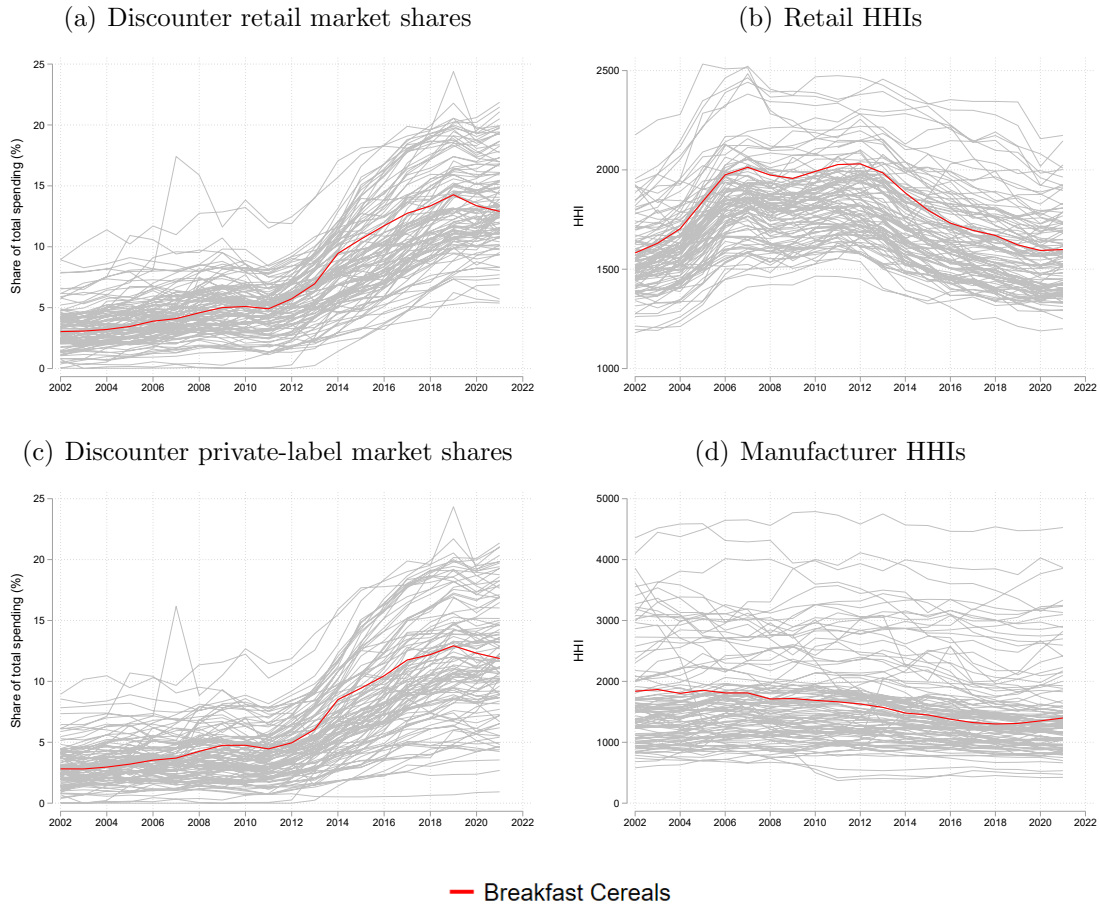 (a) Discounter retail market shares
(b) Retail HHIs
25
20
15
10
5
0
Share of total spending (%)
2002 2004 2006 2008 2010 2012 2014 2016 2018 2020 2022
2500
2000
1500
1000
HHI
2002 2004 2006 2008 2010 2012 2014 2016 2018 2020 2022
(c) Discounter private-label market shares
(d) Manufacturer HHIs
25
20
15
10
5
0
Share of total spending (%)
2002 2004 2006 2008 2010 2012 2014 2016 2018 2020 2022
5000
4000
3000
2000
1000
0
HHI
2002 2004 2006 2008 2010 2012 2014 2016 2018 2020 2022
Breakfast Cereals